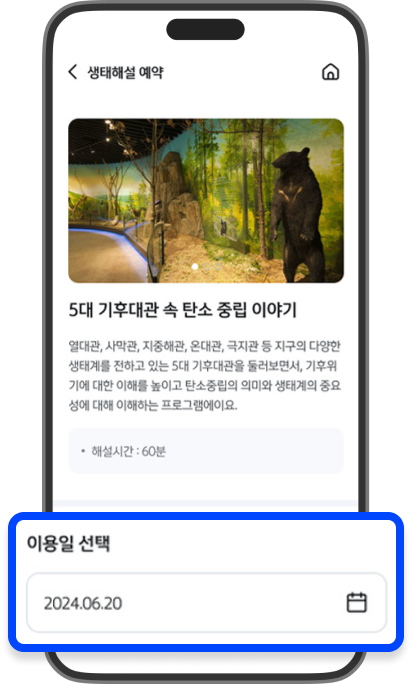 생태해설 예약
5대 기후대관 속 탄소 중립 이야기
열대관, 사막관, 지중해관, 온대관, 극지관 등 지구의 다양한
생태계를 전하고 있는 5대 기후대관을 둘러보면서, 기후위
기에 대한 이해를 높이고 탄소중립의 의미와 생태계의 중요
성에 대해 이해하는 프로그램이에요.
• 해설시간 : 60분
이용일 선택
2024.06.20